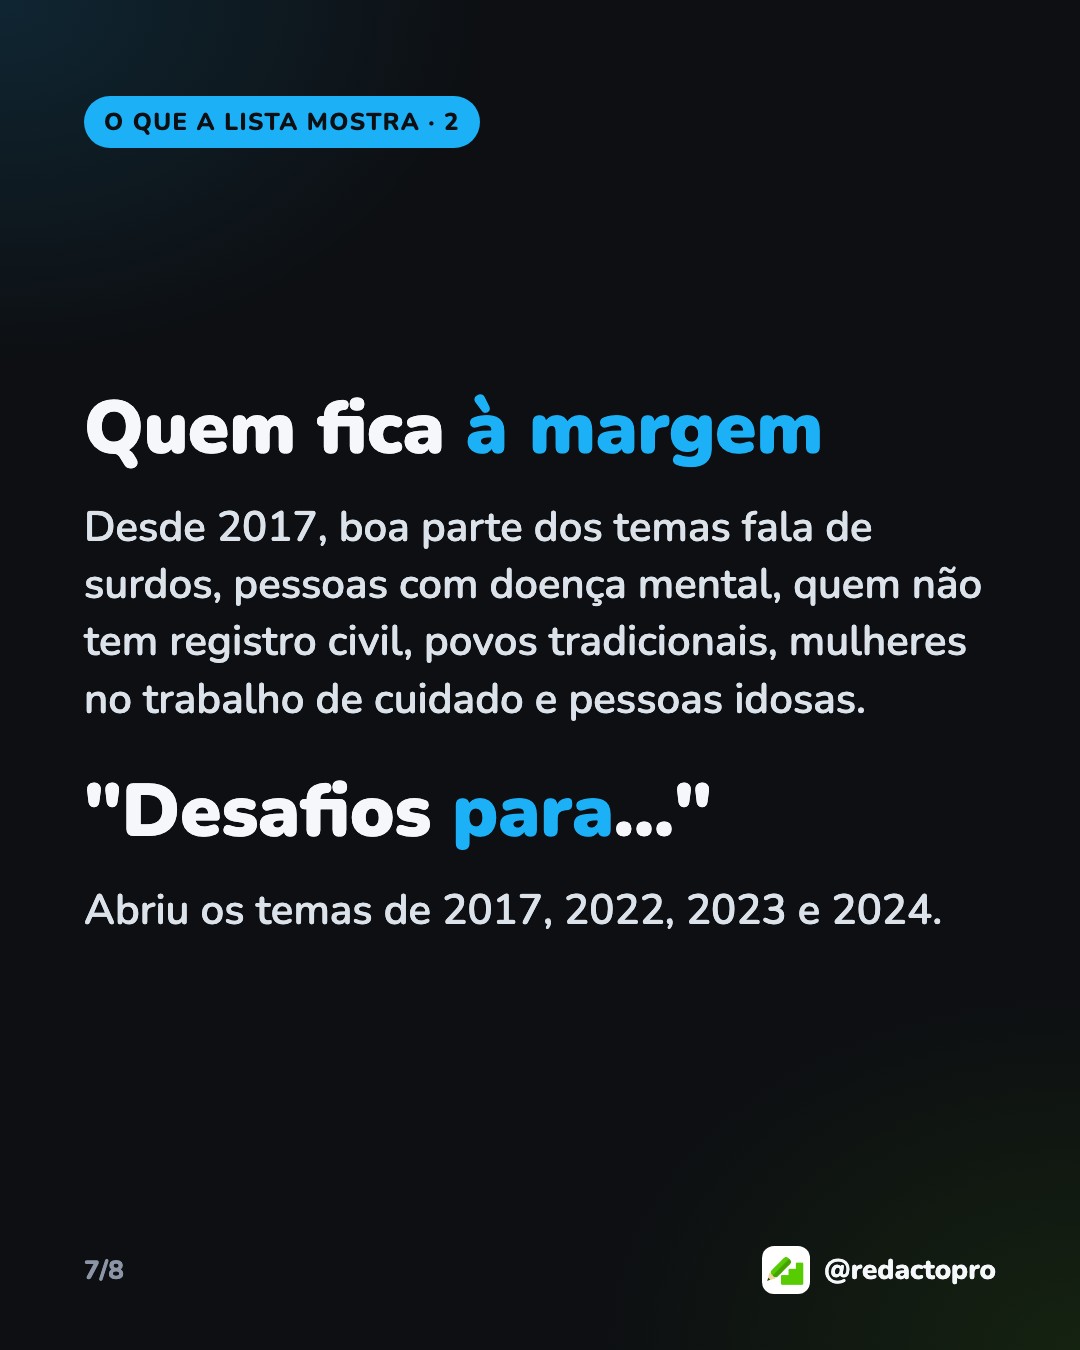 O QUE A LISTA MOSTRA · 2
Quem fica à margem
Desde 2017, boa parte dos temas fala de
surdos, pessoas com doença mental, quem não
tem registro civil, povos tradicionais, mulheres
no trabalho de cuidado e pessoas idosas.
"Desafios para..."
Abriu os temas de 2017, 2022, 2023 e 2024.
7/8
@redactopro